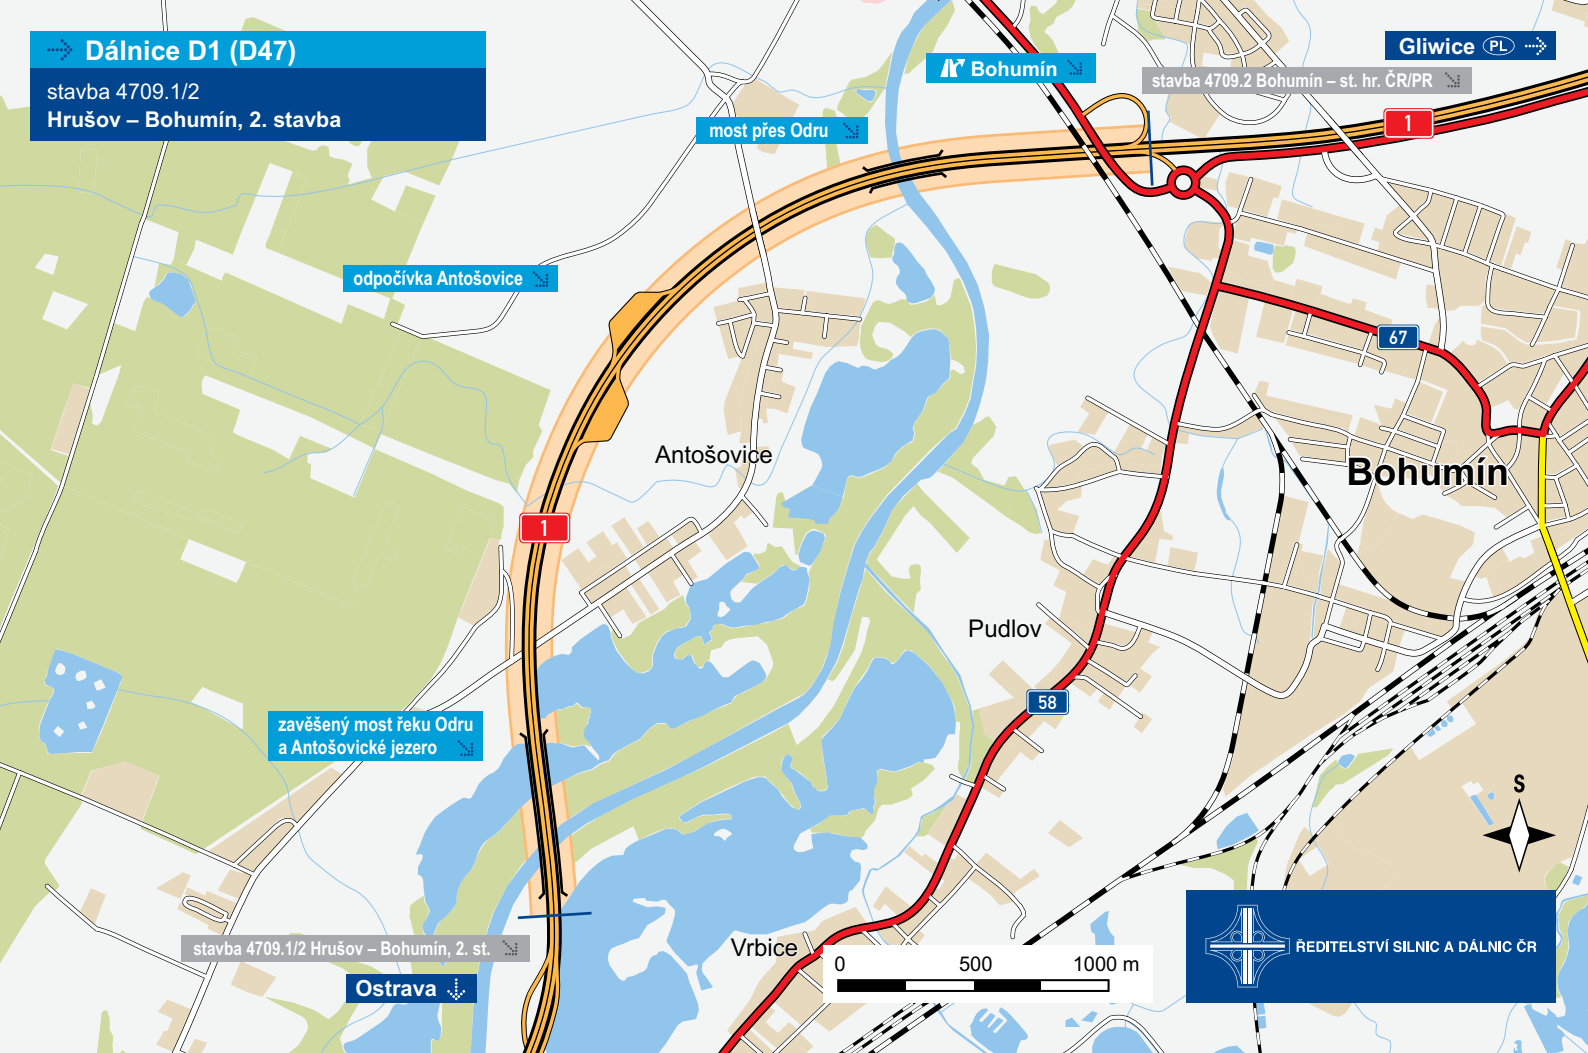 Dálnice D1 (D47)
stavba 4709.1/2
Hrušov – Bohumín, 2. stavba
Gliwice PL
Bohumín
stavba 4709.2 Bohumín – st. hr. ČR/PR
1
most přes Odru
odpočívka Antošovice
67
Antošovice
Bohumín
1
Pudlov
58
zavěšený most řeku Odru
a Antošovické jezero
S
stavba 4709.1/2 Hrušov – Bohumín, 2. st.
Vrbice
0 500 1000 m
ŘEDITELSTVÍ SILNIC A DÁLNIC ČR
Ostrava